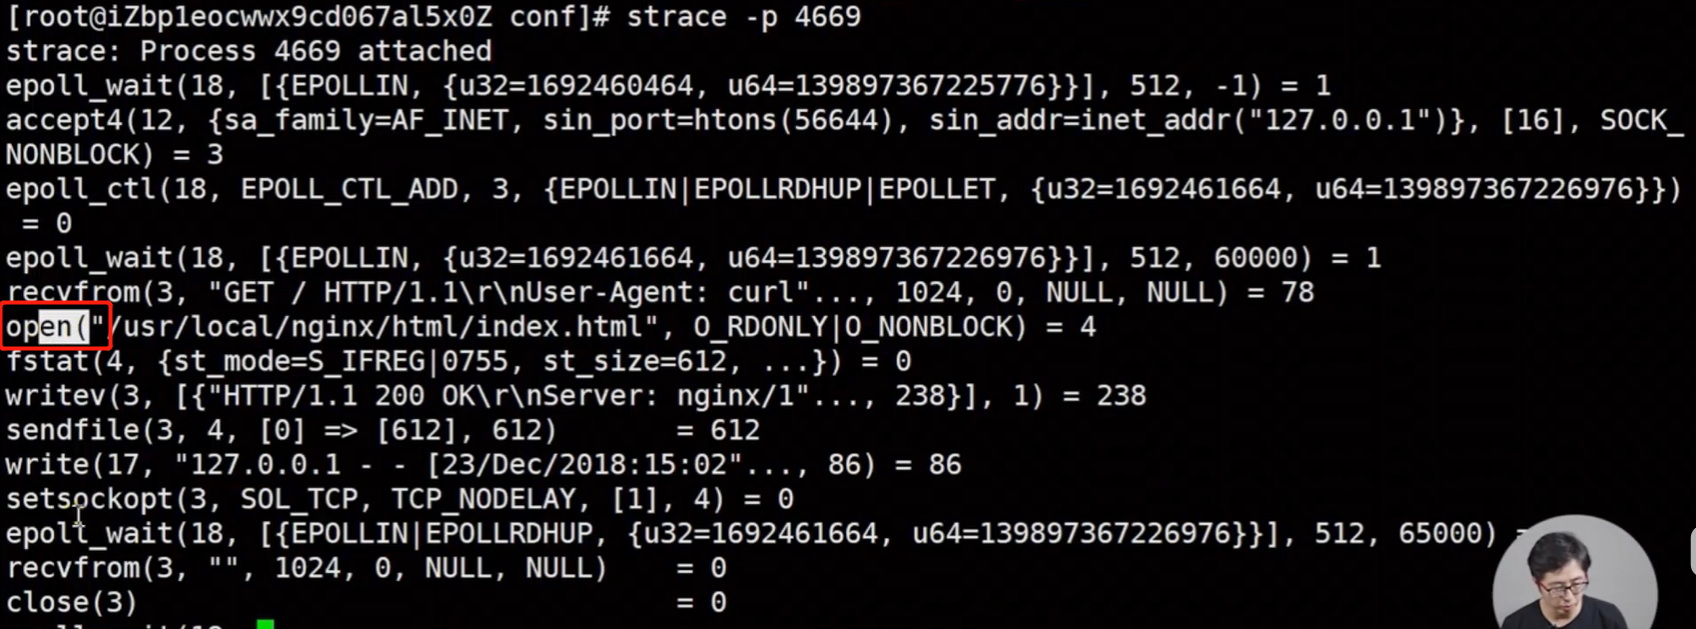 [root@iZbp1eocwwx9cd067al5x0Z conf]# strace -p 4669
strace: Process 4669 attached
epoll_wait(18, [{EPOLLIN, {u32=1692460464, u64=139897367225776}}], 512, -1) = 1
accept4(12, {sa_family=AF_INET, sin_port=htons(56644), sin_addr=inet_addr("127.0.0.1")}, [16], SOCK_
NONBLOCK) = 3
epoll_ctl(18, EPOLL_CTL_ADD, 3, {EPOLLIN|EPOLLRDHUP|EPOLLET, {u32=1692461664, u64=139897367226976}})
 = 0
epoll_wait(18, [{EPOLLIN, {u32=1692461664, u64=139897367226976}}], 512, 60000) = 1
recvfrom(3, "GET / HTTP/1.1\r\nUser-Agent: curl"..., 1024, 0, NULL, NULL) = 78
open("/usr/local/nginx/html/index.html", O_RDONLY|O_NONBLOCK) = 4
fstat(4, {st_mode=S_IFREG|0755, st_size=612, ...}) = 0
writev(3, [{"HTTP/1.1 200 OK\r\nServer: nginx/1"..., 238}], 1) = 238
sendfile(3, 4, [0] => [612], 612)       = 612
write(17, "127.0.0.1 - - [23/Dec/2018:15:02"..., 86) = 86
setsockopt(3, SOL_TCP, TCP_NODELAY, [1], 4) = 0
epoll_wait(18, [{EPOLLIN|EPOLLRDHUP, {u32=1692461664, u64=139897367226976}}], 512, 65000) =
recvfrom(3, "", 1024, 0, NULL, NULL)    = 0
close(3)                                = 0